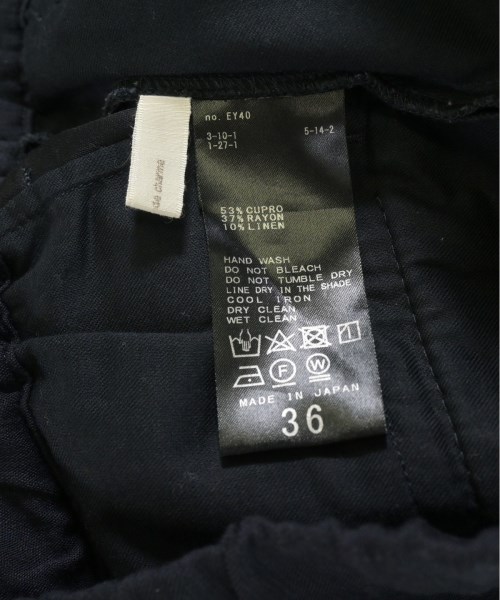 no. EY40
3-10-1 5-14-2
1-27-1
53% CUPRO
37% RAYON
10% LINEN
HAND WASH
DO NOT BLEACH
DO NOT TUMBLE DRY
LINE DRY IN THE SHADE
COOL IRON
DRY CLEAN
WET CLEAN
F W
MADE IN JAPAN
36
de charme